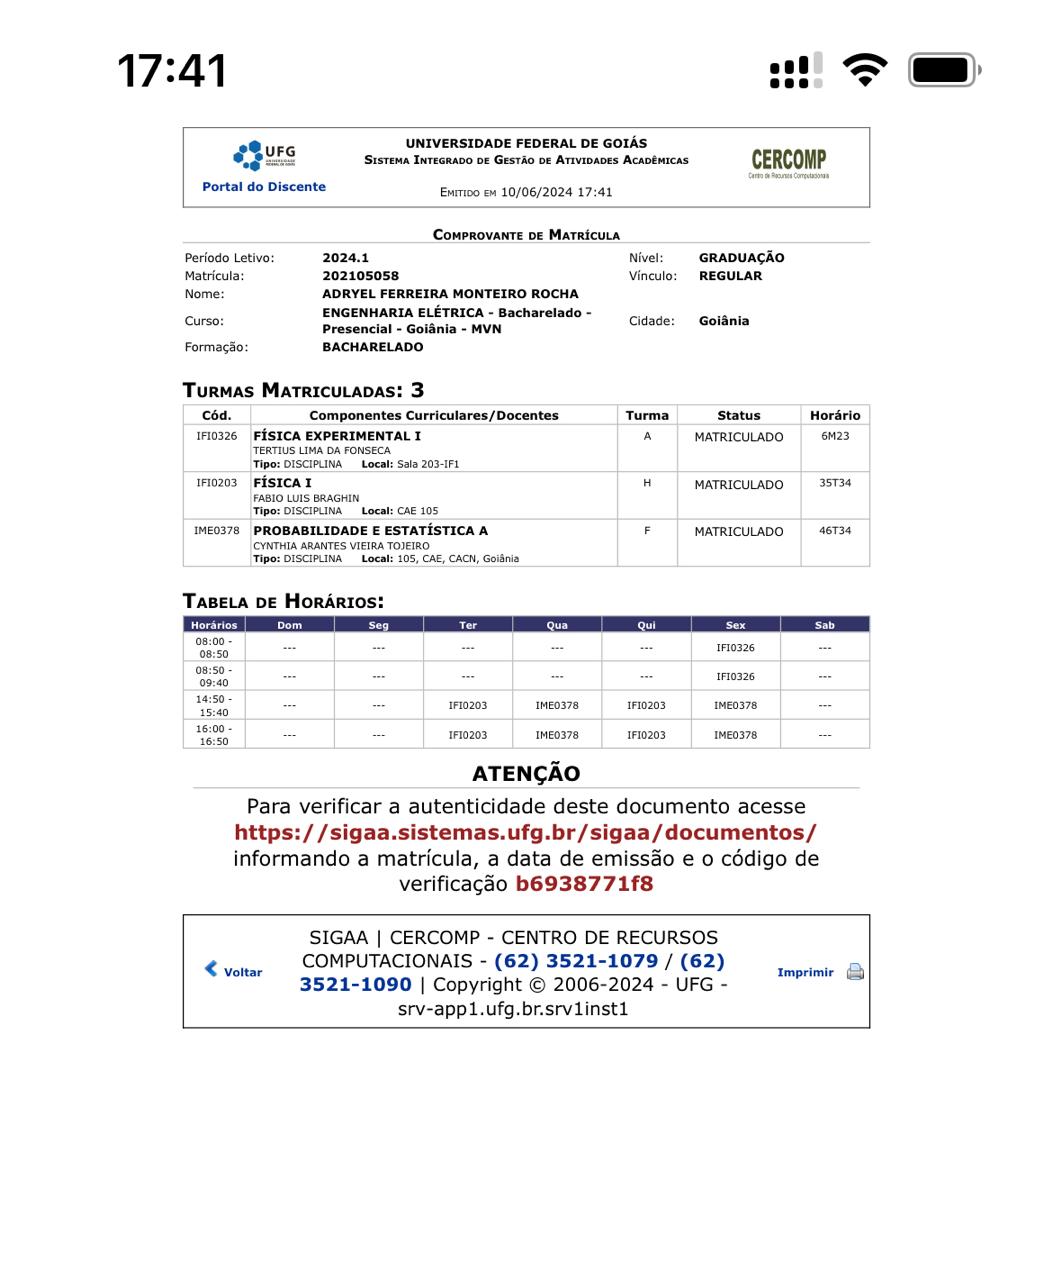 17:41
UFG
UNIVERSIDADE
FEDERAL DE GOIÁS
Portal do Discente
UNIVERSIDADE FEDERAL DE GOIÁS
Sistema Integrado de Gestão de Atividades Acadêmicas
Emitido em 10/06/2024 17:41
CERCOMP
Centro de Recursos Computacionais
Comprovante de Matrícula
Período Letivo: 2024.1 Nível: GRADUAÇÃO
Matrícula: 202105058 Vínculo: REGULAR
Nome: ADRYEL FERREIRA MONTEIRO ROCHA
Curso: ENGENHARIA ELÉTRICA - Bacharelado -
Presencial - Goiânia - MVN Cidade: Goiânia
Formação: BACHARELADO
Turmas Matriculadas: 3
Cód. Componentes Curriculares/Docentes Turma Status Horário
IFI0326 FÍSICA EXPERIMENTAL I A MATRICULADO 6M23
TERTIUS LIMA DA FONSECA
Tipo: DISCIPLINA Local: Sala 203-IF1
IFI0203 FÍSICA I H MATRICULADO 35T34
FABIO LUIS BRAGHIN
Tipo: DISCIPLINA Local: CAE 105
IME0378 PROBABILIDADE E ESTATÍSTICA A F MATRICULADO 46T34
CYNTHIA ARANTES VIEIRA TOJEIRO
Tipo: DISCIPLINA Local: 105, CAE, CACN, Goiânia
Tabela de Horários:
Horários Dom Seg Ter Qua Qui Sex Sab
08:00 - 08:50 --- --- --- --- --- IFI0326 ---
08:50 - 09:40 --- --- --- --- --- IFI0326 ---
14:50 - 15:40 --- --- IFI0203 IME0378 IFI0203 IME0378 ---
16:00 - 16:50 --- --- IFI0203 IME0378 IFI0203 IME0378 ---
ATENÇÃO
Para verificar a autenticidade deste documento acesse
https://sigaa.sistemas.ufg.br/sigaa/documentos/
informando a matrícula, a data de emissão e o código de
verificação b6938771f8
Voltar
SIGAA | CERCOMP - CENTRO DE RECURSOS
COMPUTACIONAIS - (62) 3521-1079 / (62)
3521-1090 | Copyright © 2006-2024 - UFG -
srv-app1.ufg.br.srv1inst1
Imprimir